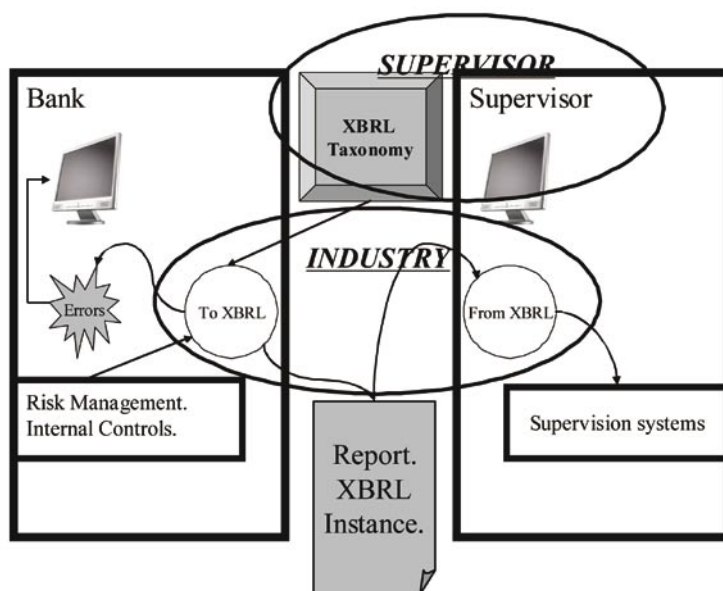 SUPERVISOR
Bank
Supervisor
XBRL
Taxonomy
INDUSTRY
Errors
To XBRL
From XBRL
Risk Management.
Internal Controls.
Supervision systems
Report.
XBRL
Instance.